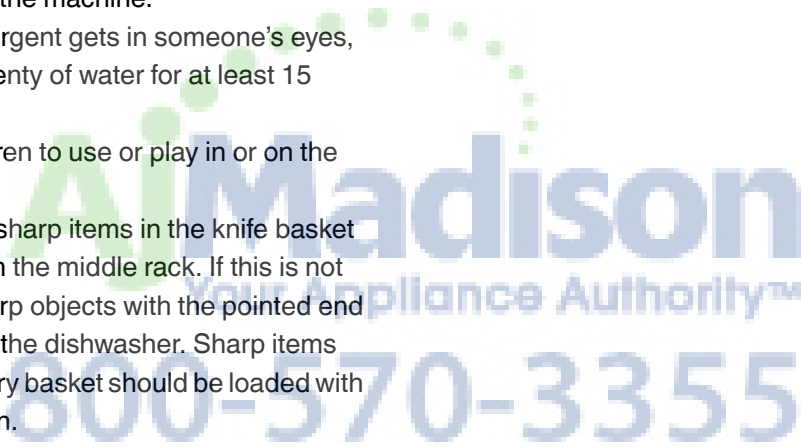 the machine.
rgent gets in someone's eyes,
enty of water for at least 15
ren to use or play in or on the
sharp items in the knife basket
n the middle rack. If this is not
rp objects with the pointed end
the dishwasher. Sharp items
ry basket should be loaded with
n.
AjMadison
Your Appliance Authority™
800-570-3355